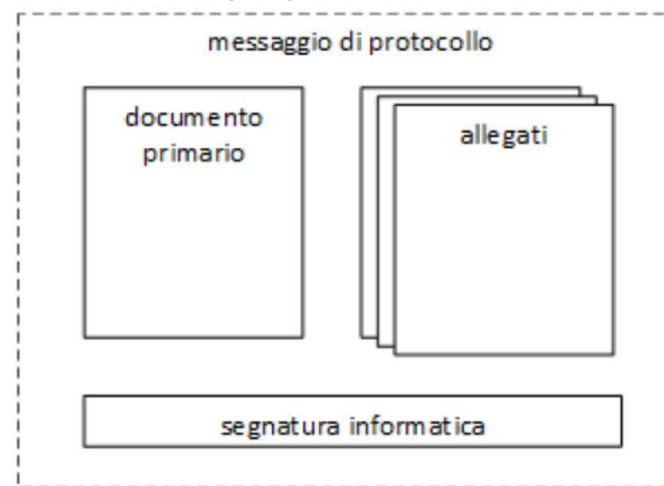 messaggio di protocollo
documento
primario
allegati
segnatura informatica